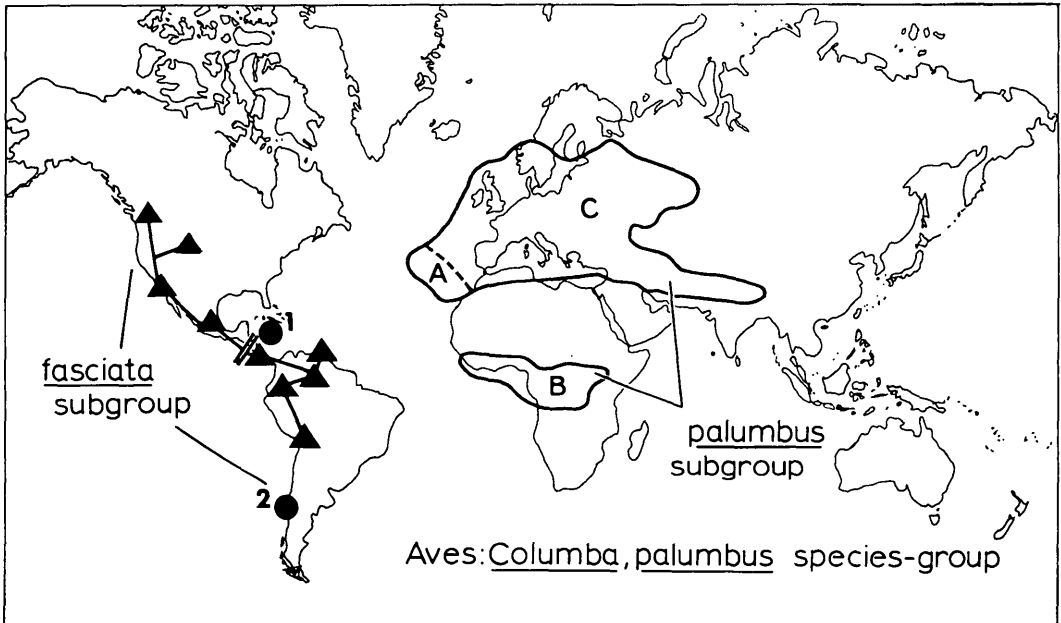 C
A
1
fasciata
subgroup
B
palumbus
subgroup
2
Aves: Columba, palumbus species-group